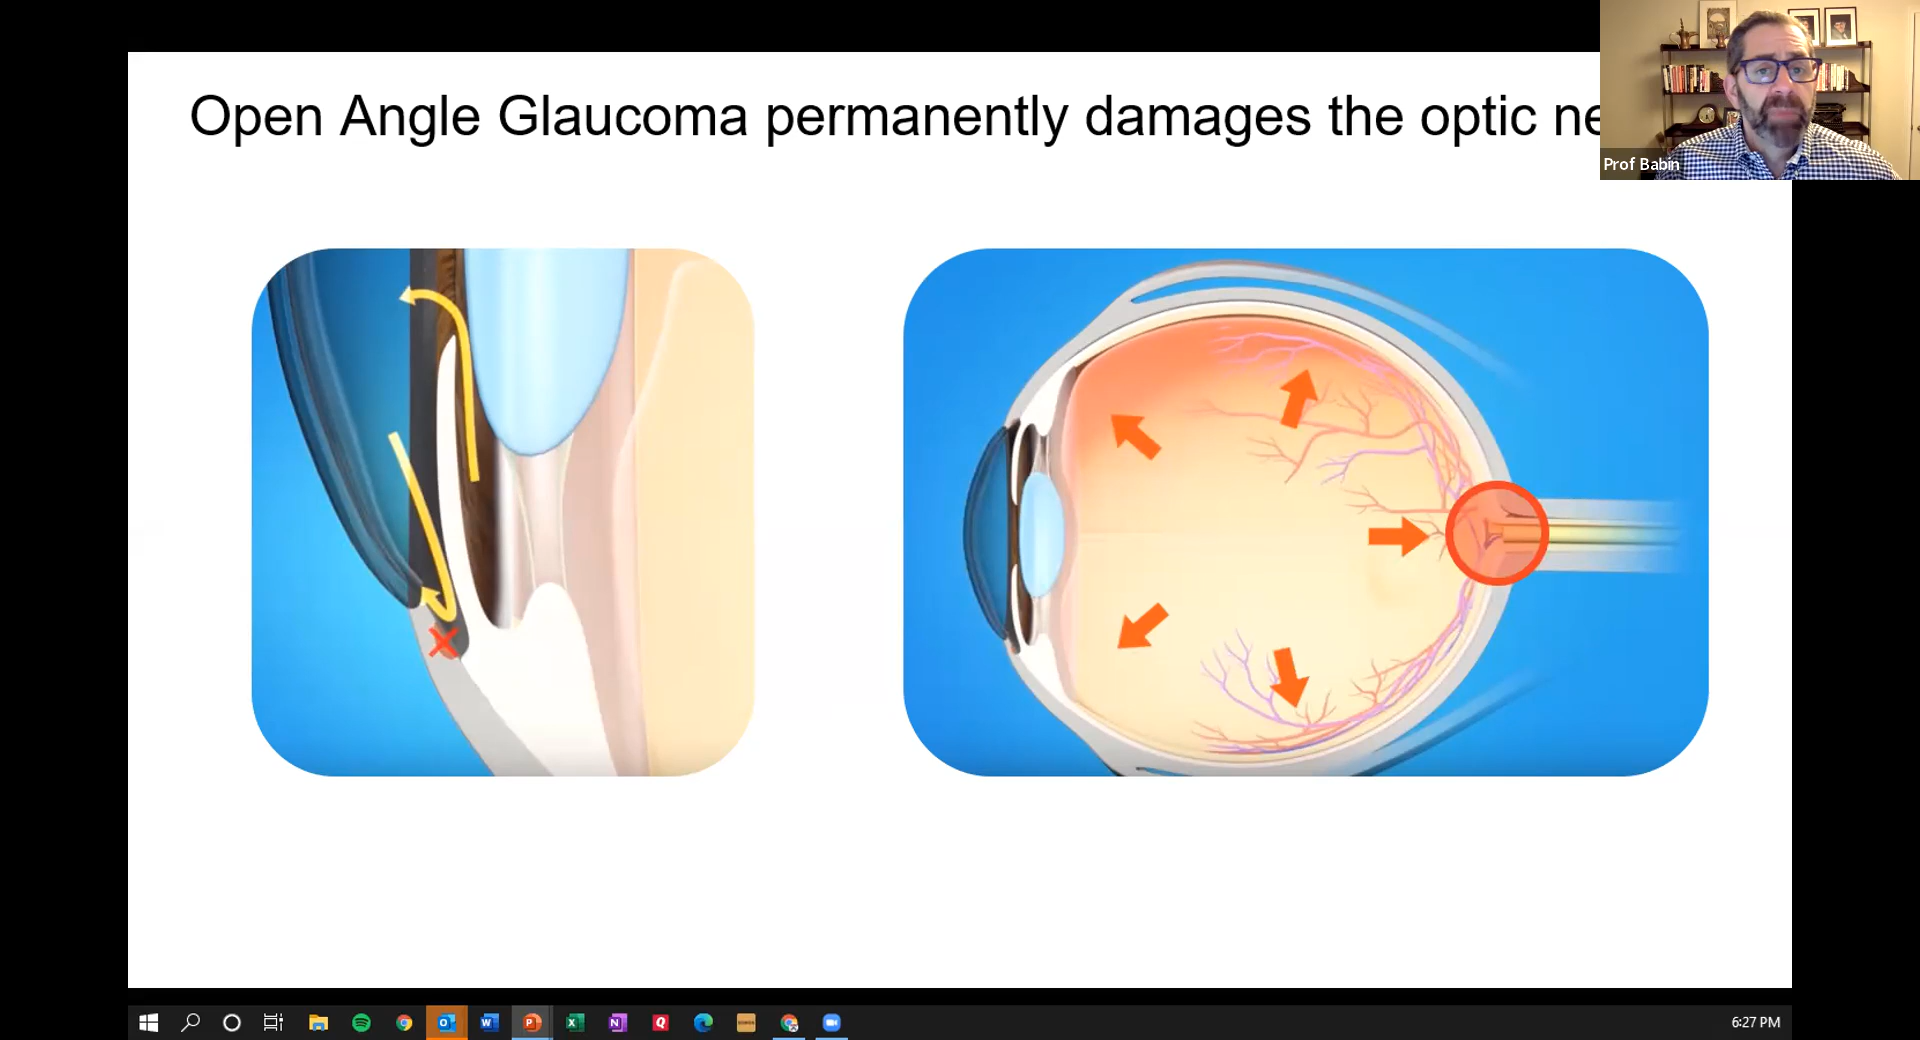 Open Angle Glaucoma permanently damages the optic ne
Prof Babin
6:27 PM